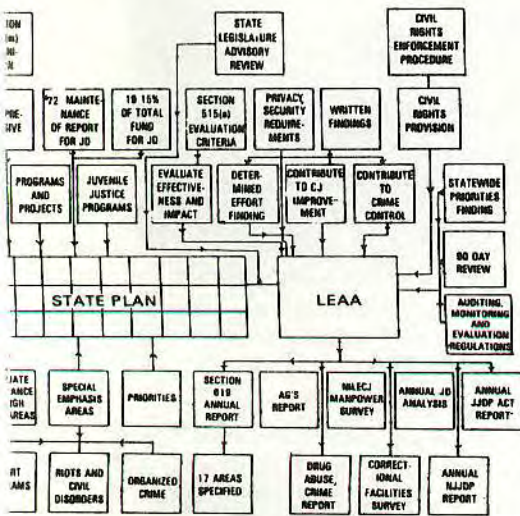 STATE
LEGISLATURE
ADVISORY
REVIEW
CIVIL
RIGHTS
ENFORCEMENT
PROCEDURE
'72 MAINTE-
NANCE
OF REPORT
FOR JD
19 15%
OF TOTAL
FUND
FOR JD
SECTION
515(a)
EVALUATION
CRITERIA
PRIVACY,
SECURITY
REQUIRE-
MENTS
WRITTEN
FINDINGS
CIVIL
RIGHTS
PROVISION
PROGRAMS
AND
PROJECTS
JUVENILE
JUSTICE
PROGRAMS
EVALUATE
EFFECTIVE-
NESS AND
IMPACT
DETER-
MINED
EFFORT
FINDING
CONTRIBUTE
TO CJ
IMPROVE-
MENT
CONTRIBUTE
TO
CRIME
CONTROL
STATEWIDE
PRIORITIES
FINDING
90 DAY
REVIEW
AUDITING,
MONITORING
AND
EVALUATION
REGULATIONS
STATE PLAN
LEAA
SPECIAL
EMPHASIS
AREAS
PRIORITIES
SECTION
619
ANNUAL
REPORT
AG'S
REPORT
NILECJ
MANPOWER
SURVEY
ANNUAL JD
ANALYSIS
ANNUAL
JJDP ACT
REPORT
RIOTS AND
CIVIL
DISORDERS
ORGANIZED
CRIME
17 AREAS
SPECIFIED
DRUG
ABUSE,
CRIME
REPORT
CORRECT-
IONAL
FACILITIES
SURVEY
ANNUAL
NJJDP
REPORT